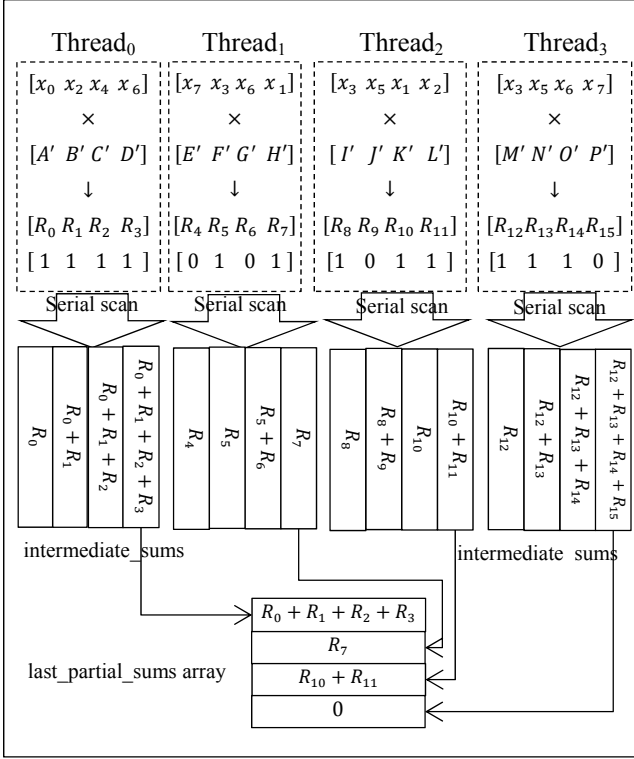 Thread₀ Thread₁ Thread₂ Thread₃
[x₀ x₂ x₄ x₆] [x₇ x₃ x₆ x₁] [x₃ x₅ x₁ x₂] [x₃ x₅ x₆ x₇]
× × × ×
[A′ B′ C′ D′] [E′ F′ G′ H′] [I′ J′ K′ L′] [M′ N′ O′ P′]
↓ ↓ ↓ ↓
[R₀ R₁ R₂ R₃] [R₄ R₅ R₆ R₇] [R₈ R₉ R₁₀ R₁₁] [R₁₂R₁₃R₁₄R₁₅]
[ 1 1 1 1 ] [ 0 1 0 1 ] [ 1 0 1 1 ] [ 1 1 1 0 ]
Serial scan Serial scan Serial scan Serial scan
R₀
R₀ + R₁
R₀ + R₁ + R₂
R₀ + R₁ + R₂ + R₃
R₄
R₅
R₅ + R₆
R₇
R₈
R₈ + R₉
R₁₀
R₁₀ + R₁₁
R₁₂
R₁₂ + R₁₃
R₁₂ + R₁₃ + R₁₄
R₁₂ + R₁₃ + R₁₄ + R₁₅
intermediate_sums intermediate sums
R₀ + R₁ + R₂ + R₃
R₇
last_partial_sums array
R₁₀ + R₁₁
0